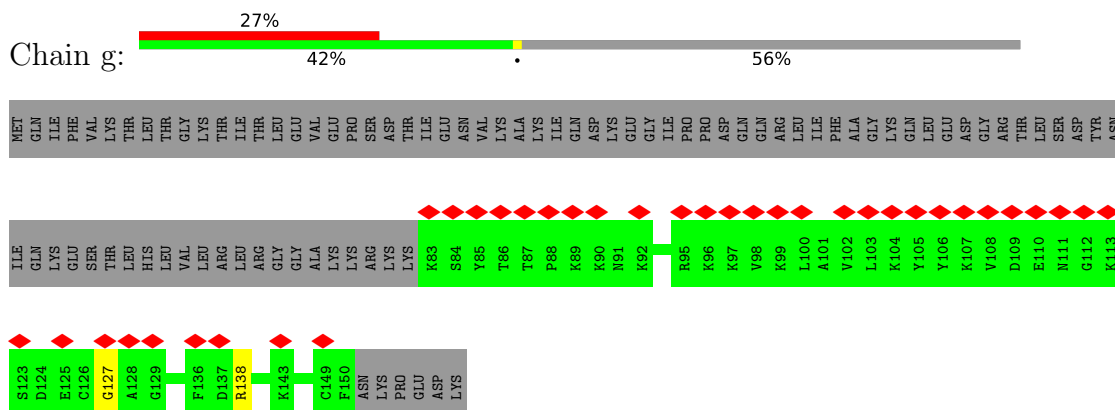 27%
Chain g:
42% • 56%
MET GLN ILE PHE VAL LYS THR LEU THR GLY LYS THR ILE THR LEU GLU VAL GLU PRO SER ASP THR ILE GLU ASN VAL LYS ALA LYS ILE GLN ASP LYS GLU GLY ILE PRO PRO ASP GLN GLN ARG LEU ILE PHE ALA GLY LYS GLN LEU GLU ASP GLY ARG THR LEU SER ASP TYR ASN
ILE GLN LYS GLU SER THR LEU HIS LEU VAL LEU ARG LEU ARG GLY GLY ALA LYS LYS ARG LYS LYS K83 S84 Y85 T86 T87 P88 K89 K90 N91 K92 R95 K96 K97 V98 K99 L100 A101 V102 L103 K104 Y105 Y106 K107 V108 D109 E110 N111 G112 K113
S123 D124 E125 C126 G127 A128 G129 F136 D137 R138 K143 C149 F150 ASN LYS PRO GLU ASP LYS